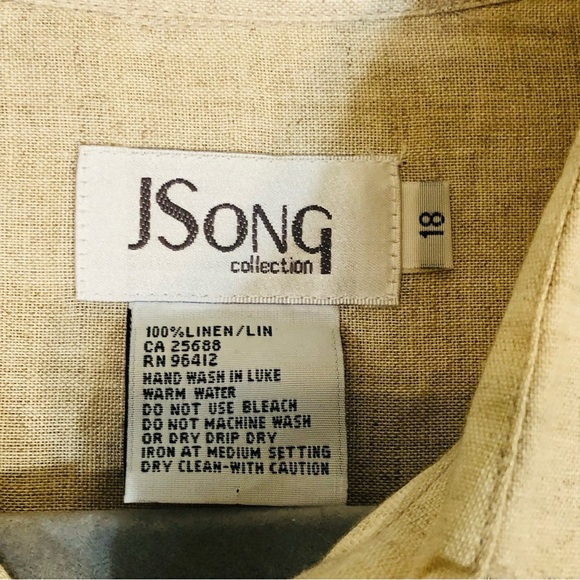 JSONG
collection
18
100%LINEN/LIN
CA 25688
RN 96412
HAND WASH IN LUKE
WARM WATER
DO NOT USE BLEACH
DO NOT MACHINE WASH
OR DRY DRIP DRY
IRON AT MEDIUM SETTING
DRY CLEAN-WITH CAUTION